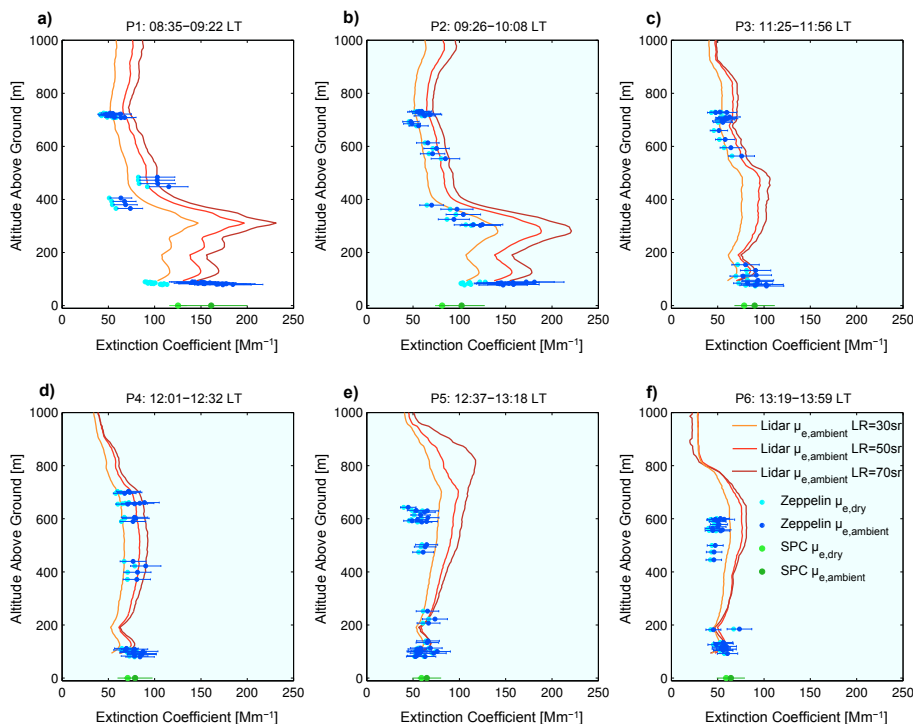 a) P1: 08:35−09:22 LT
b) P2: 09:26−10:08 LT
c) P3: 11:25−11:56 LT
1000
800
600
400
200
0
Altitude Above Ground [m]
0 50 100 150 200 250
Extinction Coefficient [Mm⁻¹]
1000
800
600
400
200
0
Altitude Above Ground [m]
0 50 100 150 200 250
Extinction Coefficient [Mm⁻¹]
1000
800
600
400
200
0
Altitude Above Ground [m]
0 50 100 150 200 250
Extinction Coefficient [Mm⁻¹]
d) P4: 12:01−12:32 LT
e) P5: 12:37−13:18 LT
f) P6: 13:19−13:59 LT
1000
800
600
400
200
0
Altitude Above Ground [m]
0 50 100 150 200 250
Extinction Coefficient [Mm⁻¹]
1000
800
600
400
200
0
Altitude Above Ground [m]
0 50 100 150 200 250
Extinction Coefficient [Mm⁻¹]
1000
800
600
400
200
0
Altitude Above Ground [m]
0 50 100 150 200 250
Extinction Coefficient [Mm⁻¹]
Lidar μe,ambient LR=30sr
Lidar μe,ambient LR=50sr
Lidar μe,ambient LR=70sr
Zeppelin μe,dry
Zeppelin μe,ambient
SPC μe,dry
SPC μe,ambient